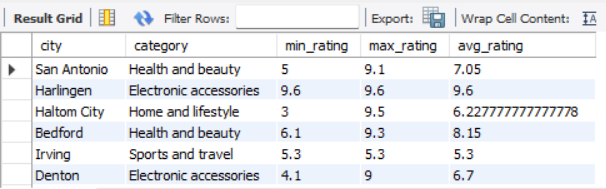 Result Grid Filter Rows: Export: Wrap Cell Content: IA
city category min_rating max_rating avg_rating
San Antonio Health and beauty 5 9.1 7.05
Harlingen Electronic accessories 9.6 9.6 9.6
Haltom City Home and lifestyle 3 9.5 6.227777777777778
Bedford Health and beauty 6.1 9.3 8.15
Irving Sports and travel 5.3 5.3 5.3
Denton Electronic accessories 4.1 9 6.7